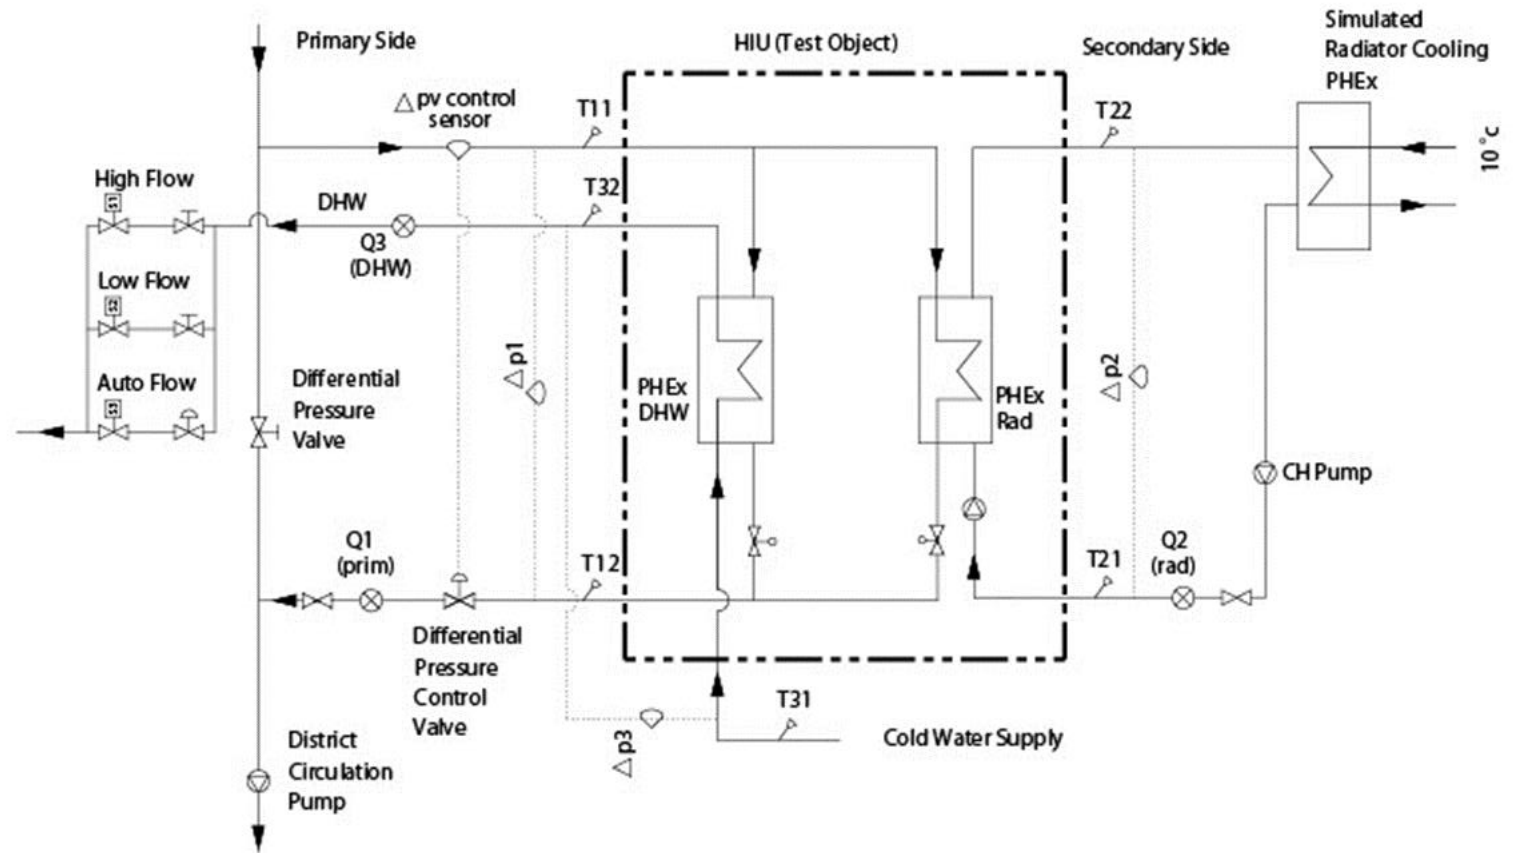 Simulated
Radiator Cooling
PHEx
Primary Side
HIU (Test Object)
Secondary Side
△ pv control
sensor
T11
T22
10 °c
High Flow
S1
DHW
T32
Q3
(DHW)
Low Flow
S2
△ p1
△ p2
Auto Flow
S3
Differential
Pressure
Valve
PHEx
DHW
PHEx
Rad
CH Pump
Q1
(prim)
T12
T21
Q2
(rad)
Differential
Pressure
Control
Valve
T31
△ p3
Cold Water Supply
District
Circulation
Pump